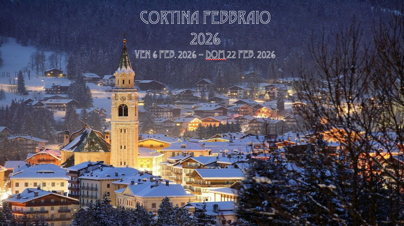 CORTINA FEBBRAIO
2026
VEN 6 FEB. 2026 – DOM 22 FEB. 2026